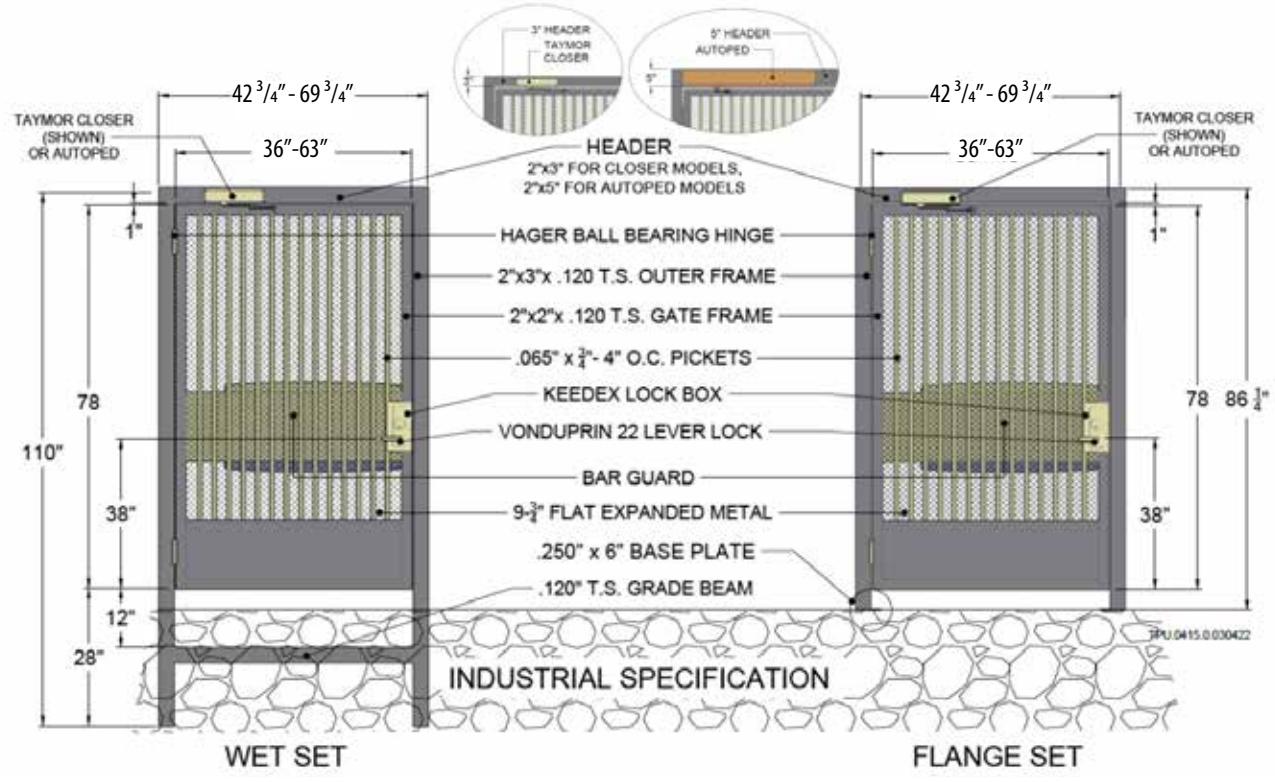 3" HEADER
TAYMOR
CLOSER
5" HEADER
AUTOPED
5"
42 3/4" - 69 3/4"
42 3/4" - 69 3/4"
TAYMOR CLOSER
(SHOWN)
OR AUTOPED
TAYMOR CLOSER
(SHOWN)
OR AUTOPED
36"-63"
36"-63"
HEADER
2"x3" FOR CLOSER MODELS,
2"x5" FOR AUTOPED MODELS
1"
1"
HAGER BALL BEARING HINGE
2"x3"x .120 T.S. OUTER FRAME
2"x2"x .120 T.S. GATE FRAME
.065" x 3/4"- 4" O.C. PICKETS
KEEDEX LOCK BOX
78
78
86 1/4"
VONDUPRIN 22 LEVER LOCK
110"
BAR GUARD
9-3/4" FLAT EXPANDED METAL
38"
38"
.250" x 6" BASE PLATE
.120" T.S. GRADE BEAM
12"
28"
TPU.0415.0.030422
INDUSTRIAL SPECIFICATION
WET SET
FLANGE SET